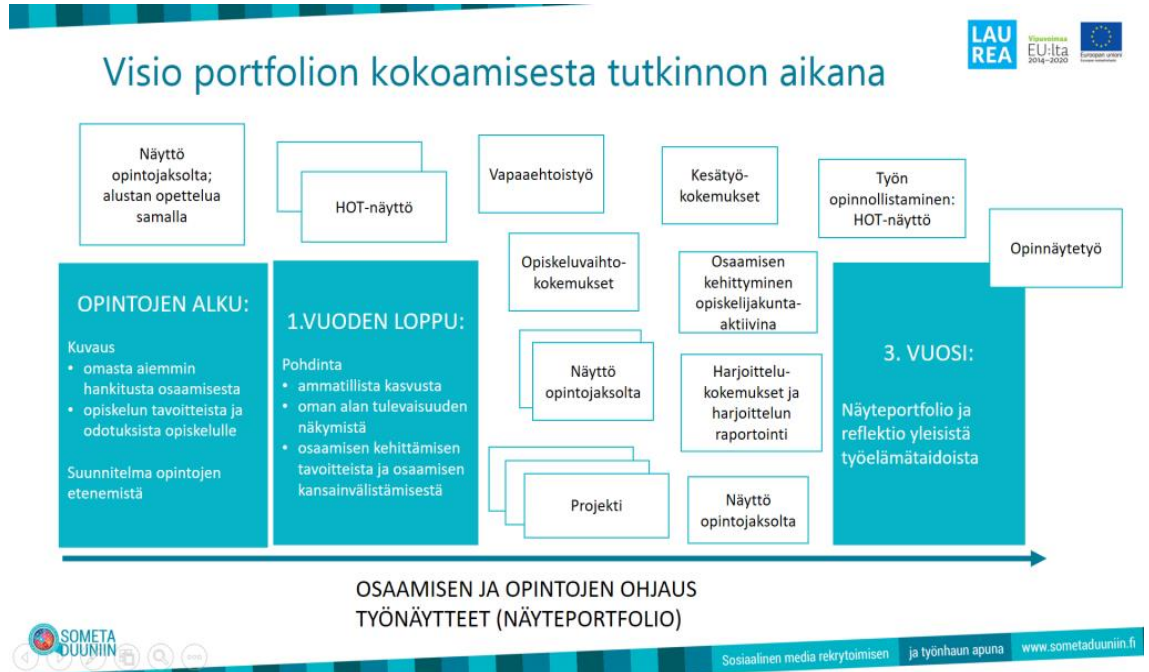 LAU
REA
Vipuvoimaa
EU:lta
2014–2020
Euroopan unioni
Visio portfolion kokoamisesta tutkinnon aikana
Näyttö
opintojaksolta;
alustan opettelua
samalla
HOT-näyttö
Vapaaehtoistyö
Kesätyö-
kokemukset
Työn
opinnollistaminen:
HOT-näyttö
Opinnäytetyö
OPINTOJEN ALKU:
Kuvaus
• omasta aiemmin
hankitusta osaamisesta
• opiskelun tavoitteista ja
odotuksista opiskelulle
Suunnitelma opintojen
etenemistä
1.VUODEN LOPPU:
Pohdinta
• ammatillista kasvusta
• oman alan tulevaisuuden
näkymistä
• osaamisen kehittämisen
tavoitteista ja osaamisen
kansainvälistämisestä
Opiskeluvaihto-
kokemukset
Näyttö
opintojaksolta
Projekti
Osaamisen
kehittyminen
opiskelijakunta-
aktiivina
Harjoittelu-
kokemukset ja
harjoittelun
raportointi
Näyttö
opintojaksolta
3. VUOSI:
Näyteportfolio ja
reflektio yleisistä
työelämätaidoista
OSAAMISEN JA OPINTOJEN OHJAUS
TYÖNÄYTTEET (NÄYTEPORTFOLIO)
SOMETA
DUUNIIN
Sosiaalinen media rekrytoimisen
ja työnhaun apuna
www.sometaduuniin.fi